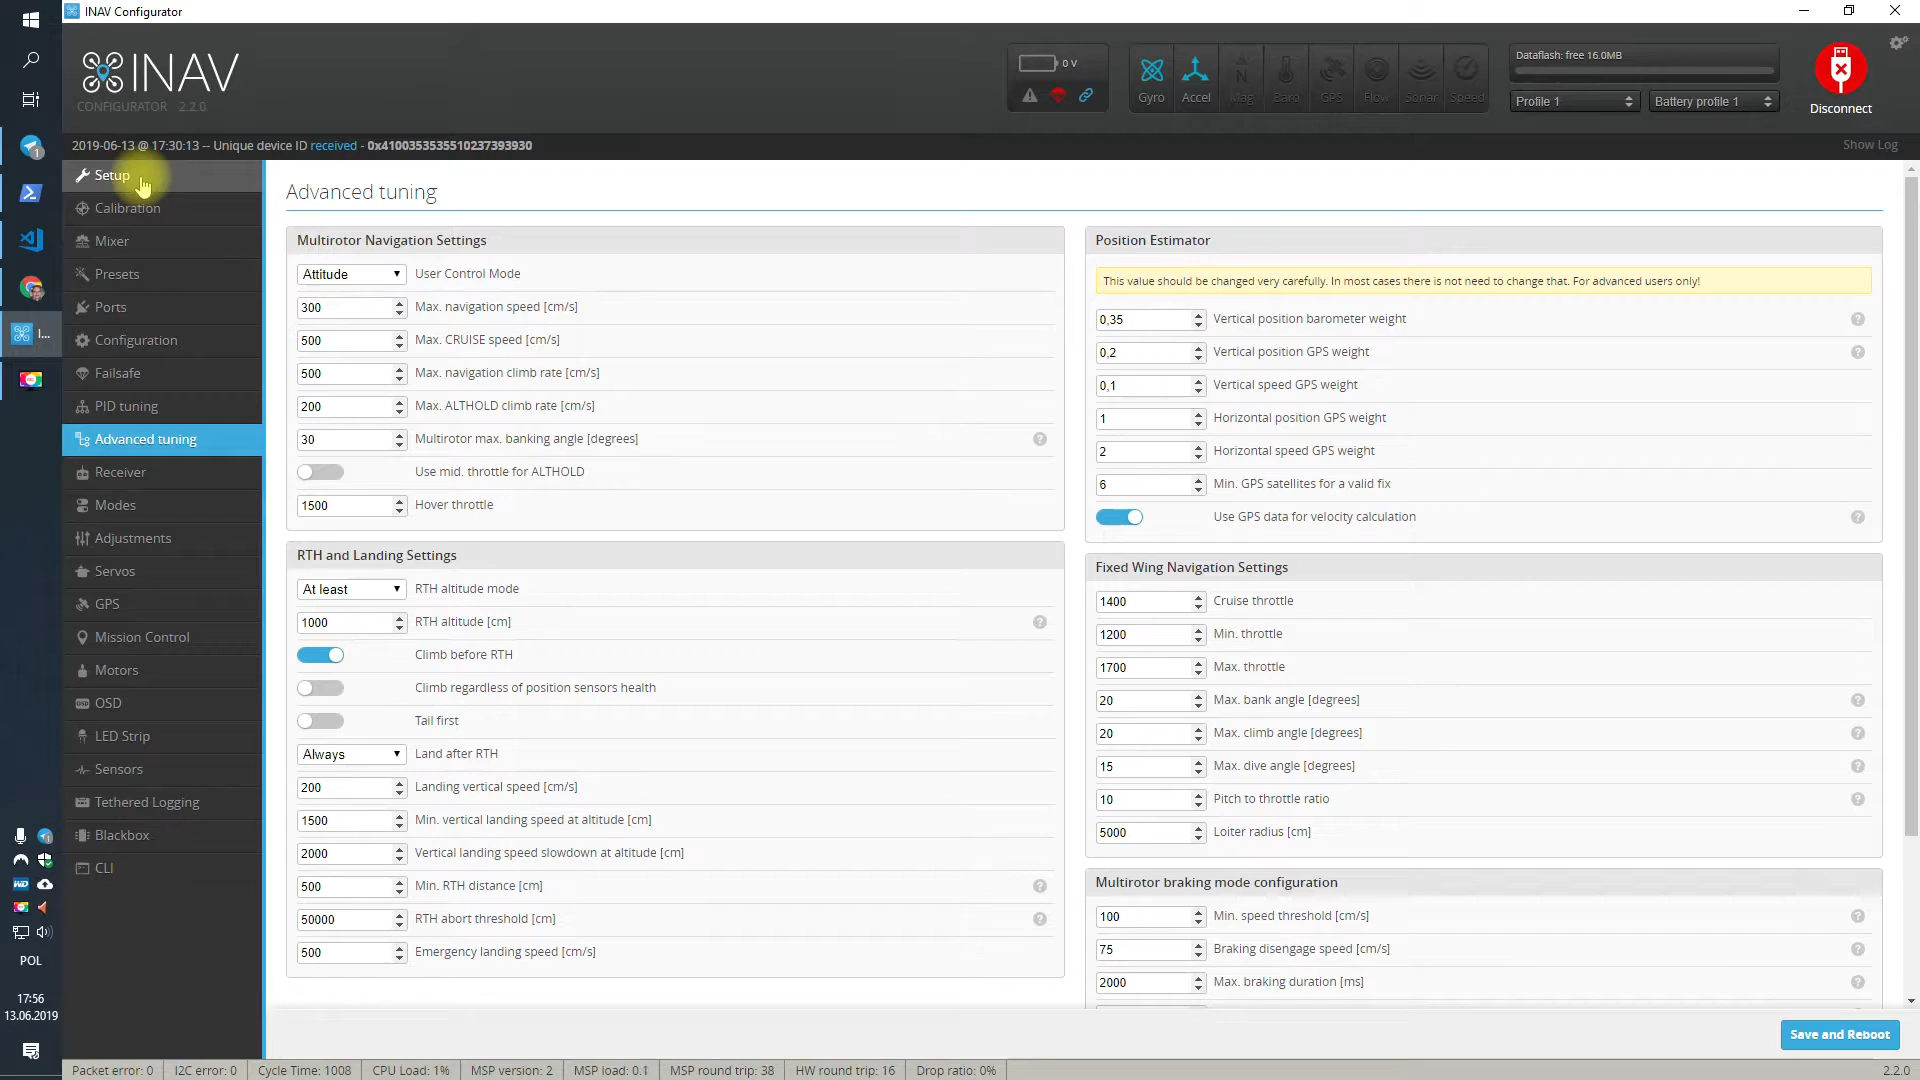 INAV Configurator
INAV
CONFIGURATOR 2.2.0
0 V
Gyro Accel Mag Baro GPS Flow Sonar Speed
Dataflash: free 16.0MB
Profile 1 Battery profile 1
Disconnect
2019-06-13 @ 17:30:13 -- Unique device ID received - 0x4100353535510237393930
Show Log
Setup
Calibration
Mixer
Presets
Ports
Configuration
Failsafe
PID tuning
Advanced tuning
Receiver
Modes
Adjustments
Servos
GPS
Mission Control
Motors
OSD
LED Strip
Sensors
Tethered Logging
Blackbox
CLI
Advanced tuning
Multirotor Navigation Settings
Attitude User Control Mode
300 Max. navigation speed [cm/s]
500 Max. CRUISE speed [cm/s]
500 Max. navigation climb rate [cm/s]
200 Max. ALTHOLD climb rate [cm/s]
30 Multirotor max. banking angle [degrees]
Use mid. throttle for ALTHOLD
1500 Hover throttle
RTH and Landing Settings
At least RTH altitude mode
1000 RTH altitude [cm]
Climb before RTH
Climb regardless of position sensors health
Tail first
Always Land after RTH
200 Landing vertical speed [cm/s]
1500 Min. vertical landing speed at altitude [cm]
2000 Vertical landing speed slowdown at altitude [cm]
500 Min. RTH distance [cm]
50000 RTH abort threshold [cm]
500 Emergency landing speed [cm/s]
Position Estimator
This value should be changed very carefully. In most cases there is not need to change that. For advanced users only!
0,35 Vertical position barometer weight
0,2 Vertical position GPS weight
0,1 Vertical speed GPS weight
1 Horizontal position GPS weight
2 Horizontal speed GPS weight
6 Min. GPS satellites for a valid fix
Use GPS data for velocity calculation
Fixed Wing Navigation Settings
1400 Cruise throttle
1200 Min. throttle
1700 Max. throttle
20 Max. bank angle [degrees]
20 Max. climb angle [degrees]
15 Max. dive angle [degrees]
10 Pitch to throttle ratio
5000 Loiter radius [cm]
Multirotor braking mode configuration
100 Min. speed threshold [cm/s]
75 Braking disengage speed [cm/s]
2000 Max. braking duration [ms]
Save and Reboot
I...
POL
17:56
13.06.2019
Packet error: 0 I2C error: 0 Cycle Time: 1008 CPU Load: 1% MSP version: 2 MSP load: 0.1 MSP round trip: 38 HW round trip: 16 Drop ratio: 0% 2.2.0